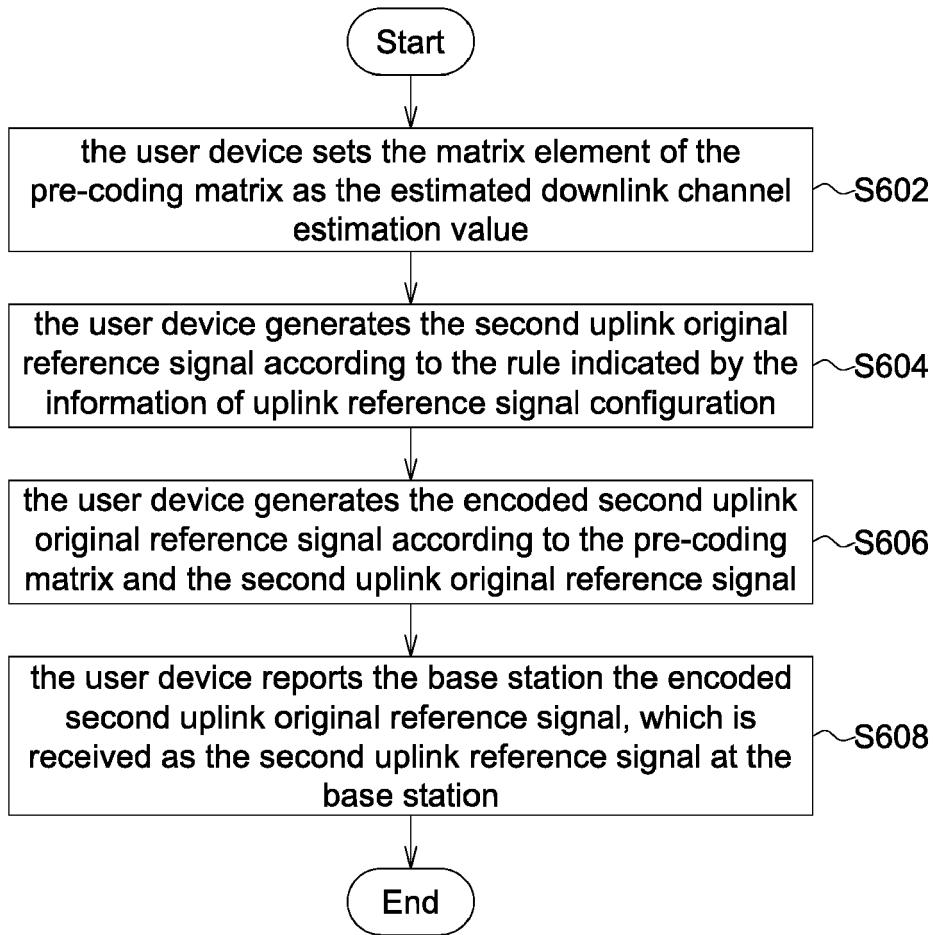 Start
the user device sets the matrix element of the
pre-coding matrix as the estimated downlink channel
estimation value
S602
the user device generates the second uplink original
reference signal according to the rule indicated by the
information of uplink reference signal configuration
S604
the user device generates the encoded second uplink
original reference signal according to the pre-coding
matrix and the second uplink original reference signal
S606
the user device reports the base station the encoded
second uplink original reference signal, which is
received as the second uplink reference signal at the
base station
S608
End